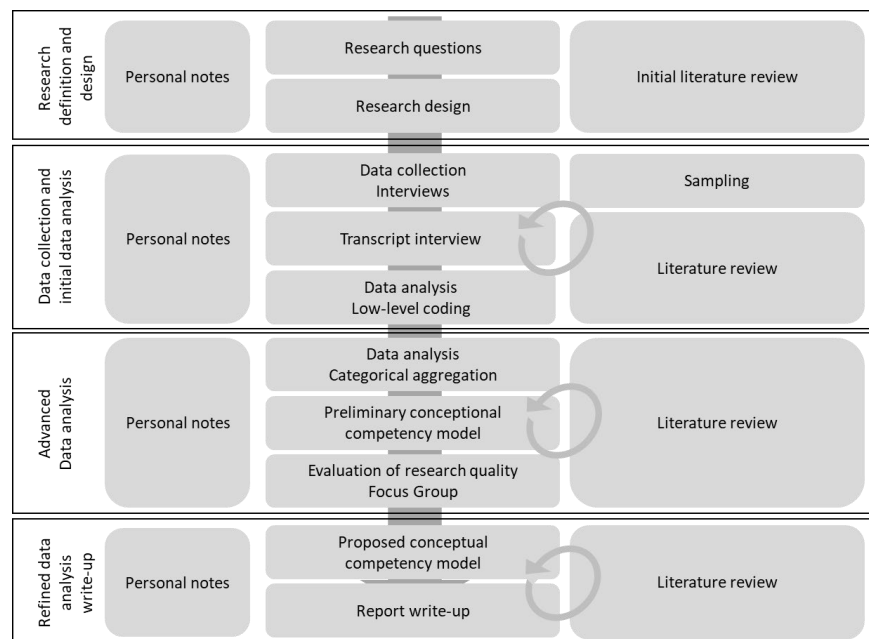 Research
definition and
design
Personal notes
Research questions
Research design
Initial literature review
Data collection and
initial data analysis
Personal notes
Data collection
Interviews
Transcript interview
Data analysis
Low-level coding
Sampling
Literature review
Advanced
Data analysis
Personal notes
Data analysis
Categorical aggregation
Preliminary conceptional
competency model
Evaluation of research quality
Focus Group
Literature review
Refined data
analysis
write-up
Personal notes
Proposed conceptual
competency model
Report write-up
Literature review